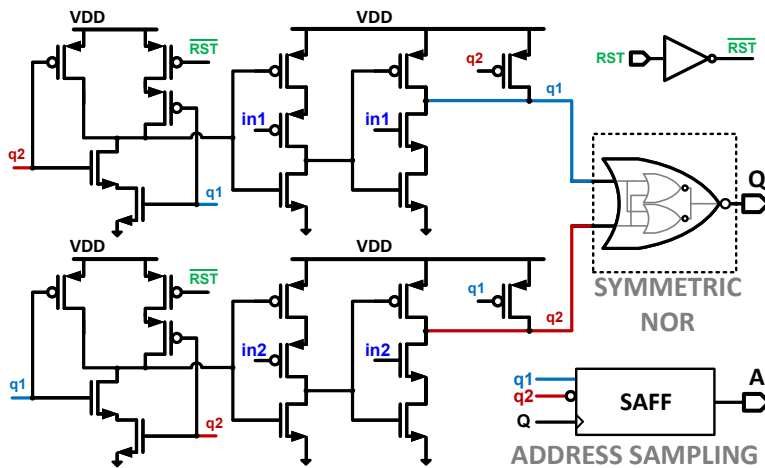 VDD
VDD
RST
q2
RST
RST
q1
in1
in1
Q
q2
q1
VDD
VDD
RST
q1
q2
SYMMETRIC
NOR
in2
in2
q1
q2
q1
q2
Q
SAFF
A
ADDRESS SAMPLING